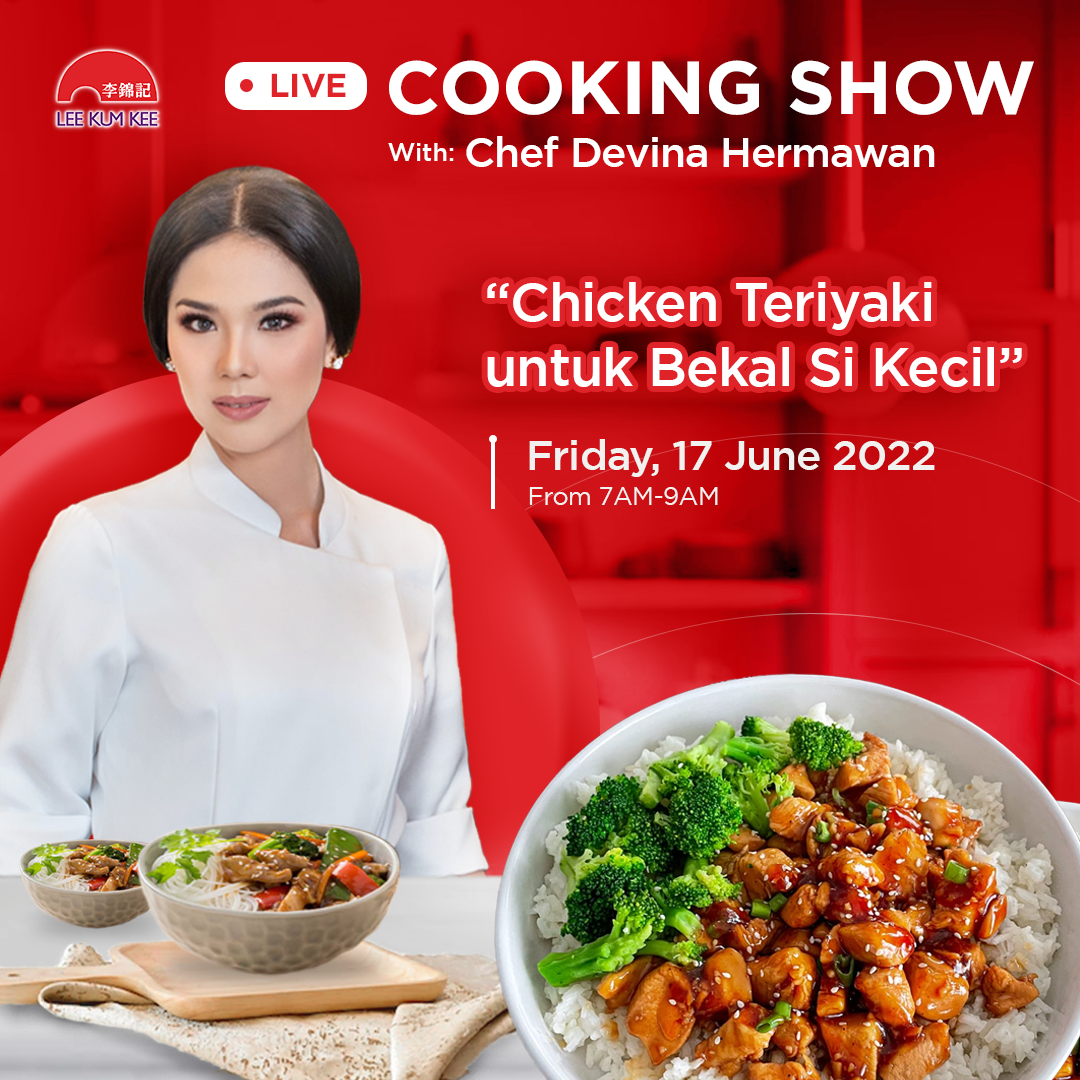 李錦記
LEE KUM KEE
• LIVE
COOKING SHOW
With: Chef Devina Hermawan
“Chicken Teriyaki
untuk Bekal Si Kecil”
Friday, 17 June 2022
From 7AM-9AM